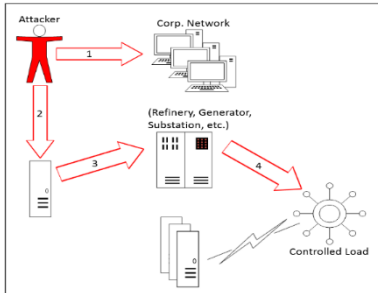 Attacker
Corp. Network
1
2
(Refinery, Generator,
Substation, etc.)
3
4
Controlled Load